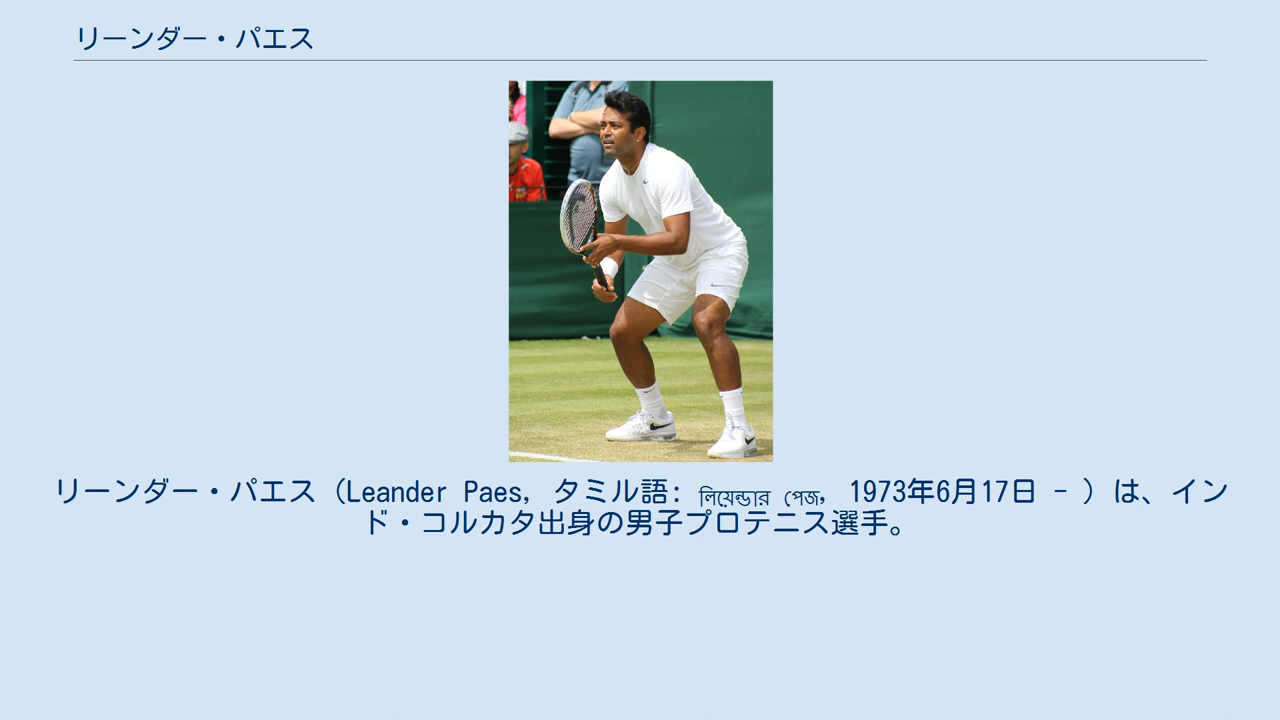 リーンダー・パエス
リーンダー・パエス（Leander Paes, タミル語: লিয়েন্ডার পেজ, 1973年6月17日 - ）は、イン
ド・コルカタ出身の男子プロテニス選手。